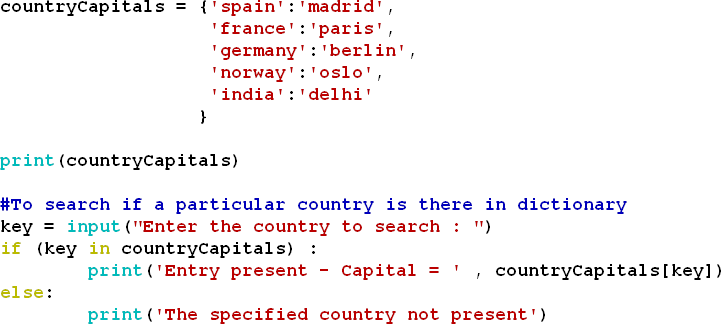 countryCapitals = {'spain':'madrid',
                   'france':'paris',
                   'germany':'berlin',
                   'norway':'oslo',
                   'india':'delhi'
                  }
print(countryCapitals)
#To search if a particular country is there in dictionary
key = input("Enter the country to search : ")
if (key in countryCapitals) :
        print('Entry present - Capital = ' , countryCapitals[key])
else:
        print('The specified country not present')